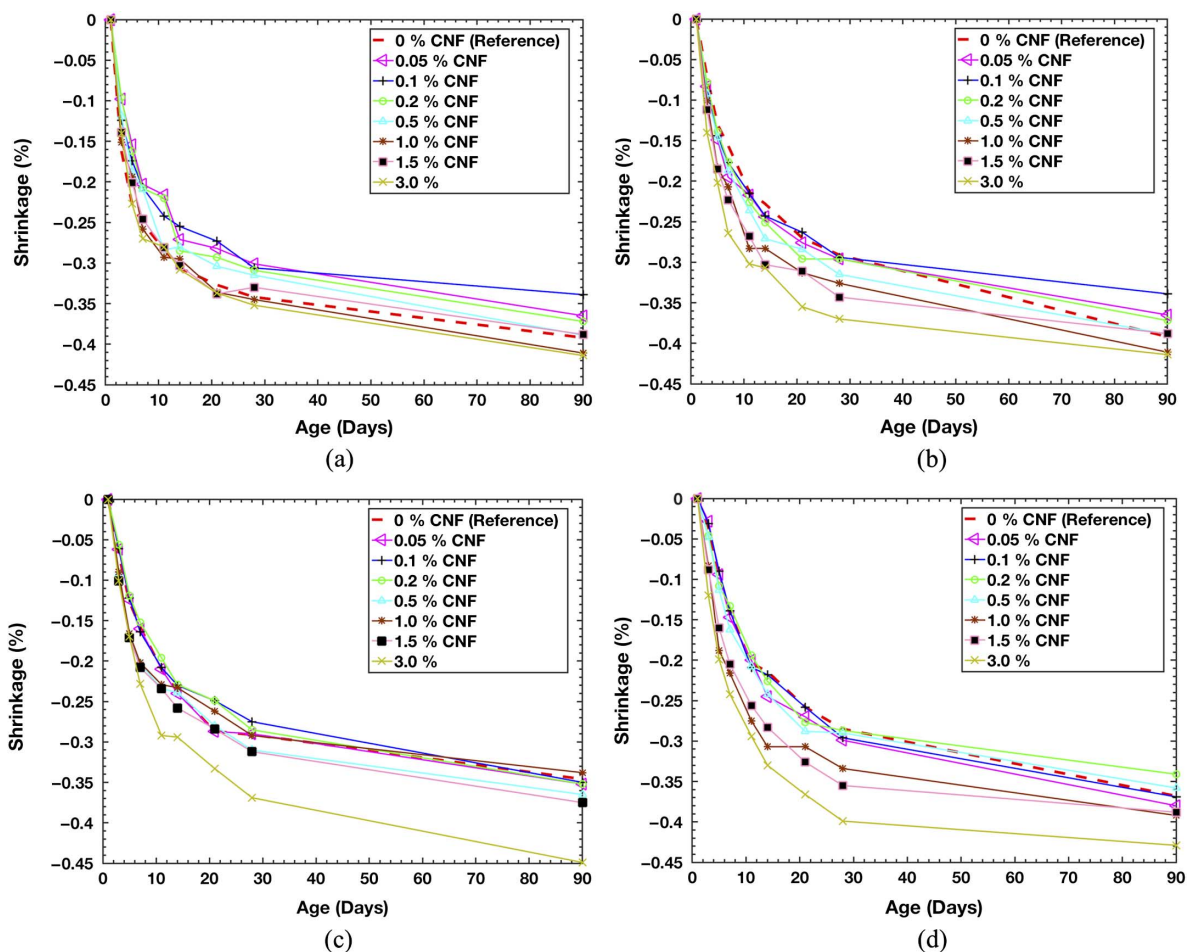 0
−0.05
−0.1
−0.15
−0.2
−0.25
−0.3
−0.35
−0.4
−0.45
Shrinkage (%)
0 % CNF (Reference)
0.05 % CNF
0.1 % CNF
0.2 % CNF
0.5 % CNF
1.0 % CNF
1.5 % CNF
3.0 %
0 10 20 30 40 50 60 70 80 90
Age (Days)
(a)
0
−0.05
−0.1
−0.15
−0.2
−0.25
−0.3
−0.35
−0.4
−0.45
Shrinkage (%)
0 % CNF (Reference)
0.05 % CNF
0.1 % CNF
0.2 % CNF
0.5 % CNF
1.0 % CNF
1.5 % CNF
3.0 %
0 10 20 30 40 50 60 70 80 90
Age (Days)
(b)
0
−0.05
−0.1
−0.15
−0.2
−0.25
−0.3
−0.35
−0.4
−0.45
Shrinkage (%)
0 % CNF (Reference)
0.05 % CNF
0.1 % CNF
0.2 % CNF
0.5 % CNF
1.0 % CNF
1.5 % CNF
3.0 %
0 10 20 30 40 50 60 70 80 90
Age (Days)
(c)
0
−0.05
−0.1
−0.15
−0.2
−0.25
−0.3
−0.35
−0.4
−0.45
Shrinkage (%)
0 % CNF (Reference)
0.05 % CNF
0.1 % CNF
0.2 % CNF
0.5 % CNF
1.0 % CNF
1.5 % CNF
3.0 %
0 10 20 30 40 50 60 70 80 90
Age (Days)
(d)